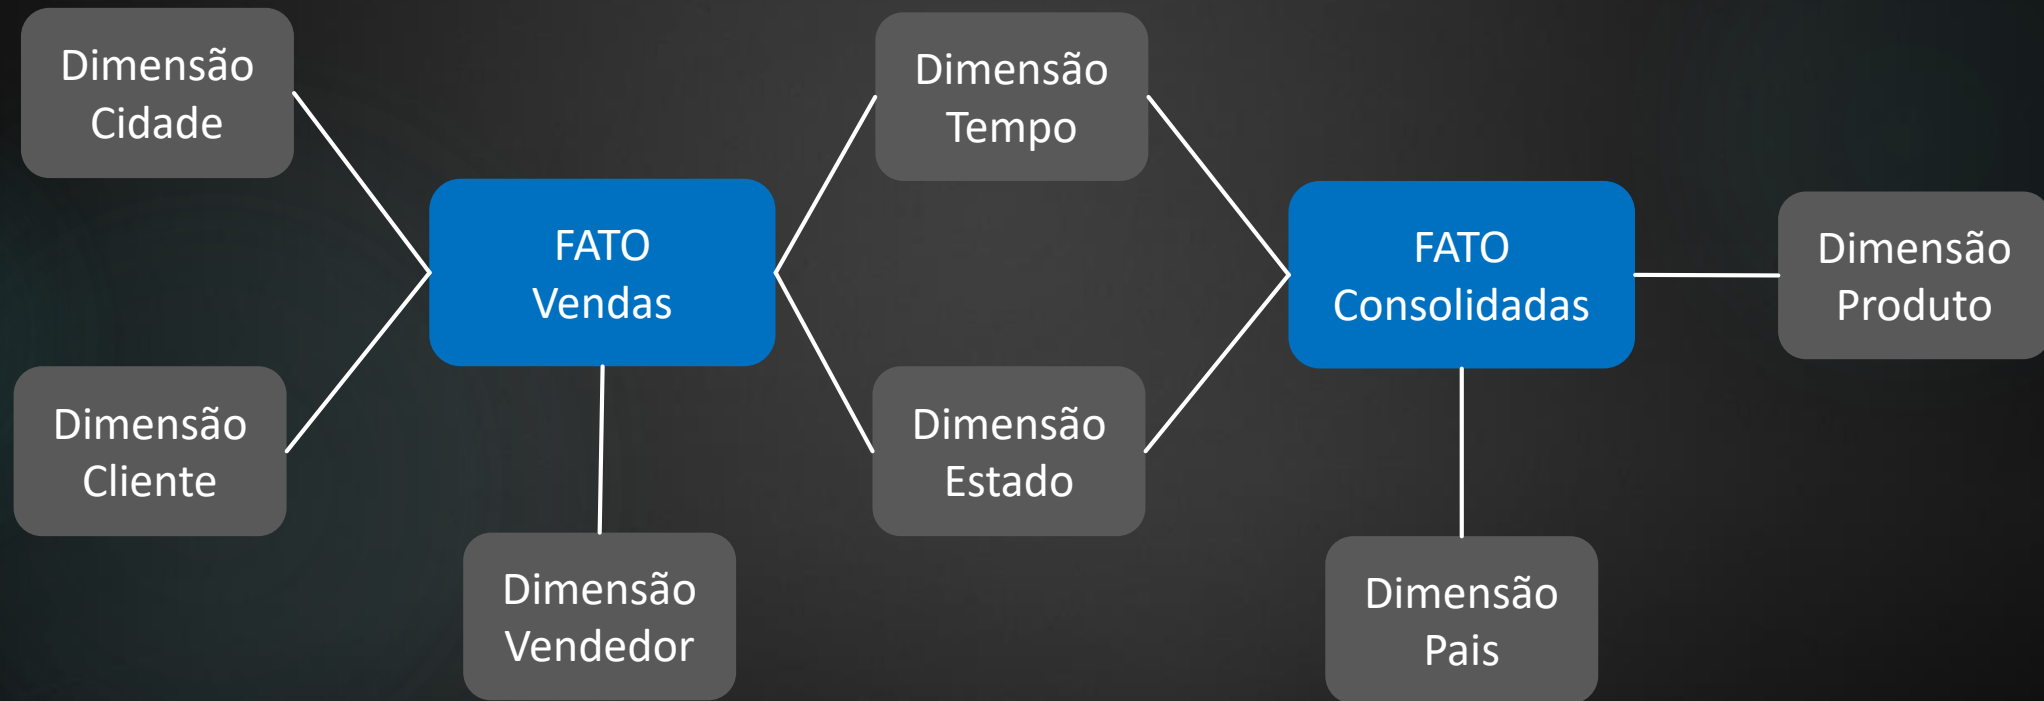 Dimensão
Cidade
Dimensão
Tempo
FATO
Vendas
FATO
Consolidadas
Dimensão
Produto
Dimensão
Cliente
Dimensão
Estado
Dimensão
Vendedor
Dimensão
Pais